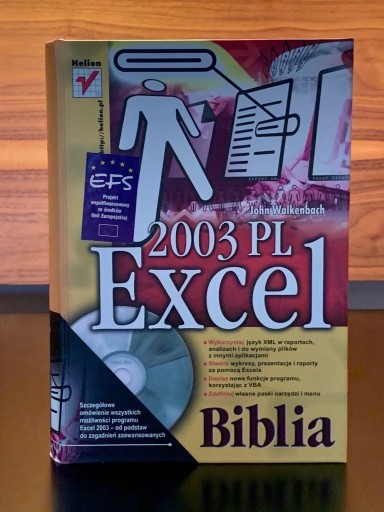 Helion
http://helion.pl
EFS
Projekt
współfinansowany
ze środków
Unii Europejskiej
John Walkenbach
2003 PL
Excel
Wykorzystaj język XML w raportach,
analizach i do wymiany plików
z innymi aplikacjami
Stwórz wykresy, prezentacje i raporty
za pomocą Excela
Dopisz nowe funkcje programu,
korzystając z VBA
Zdefiniuj własne paski narzędzi i menu
Szczegółowe
omówienie wszystkich
możliwości programu
Excel 2003 – od podstaw
do zagadnień zaawansowanych
Biblia